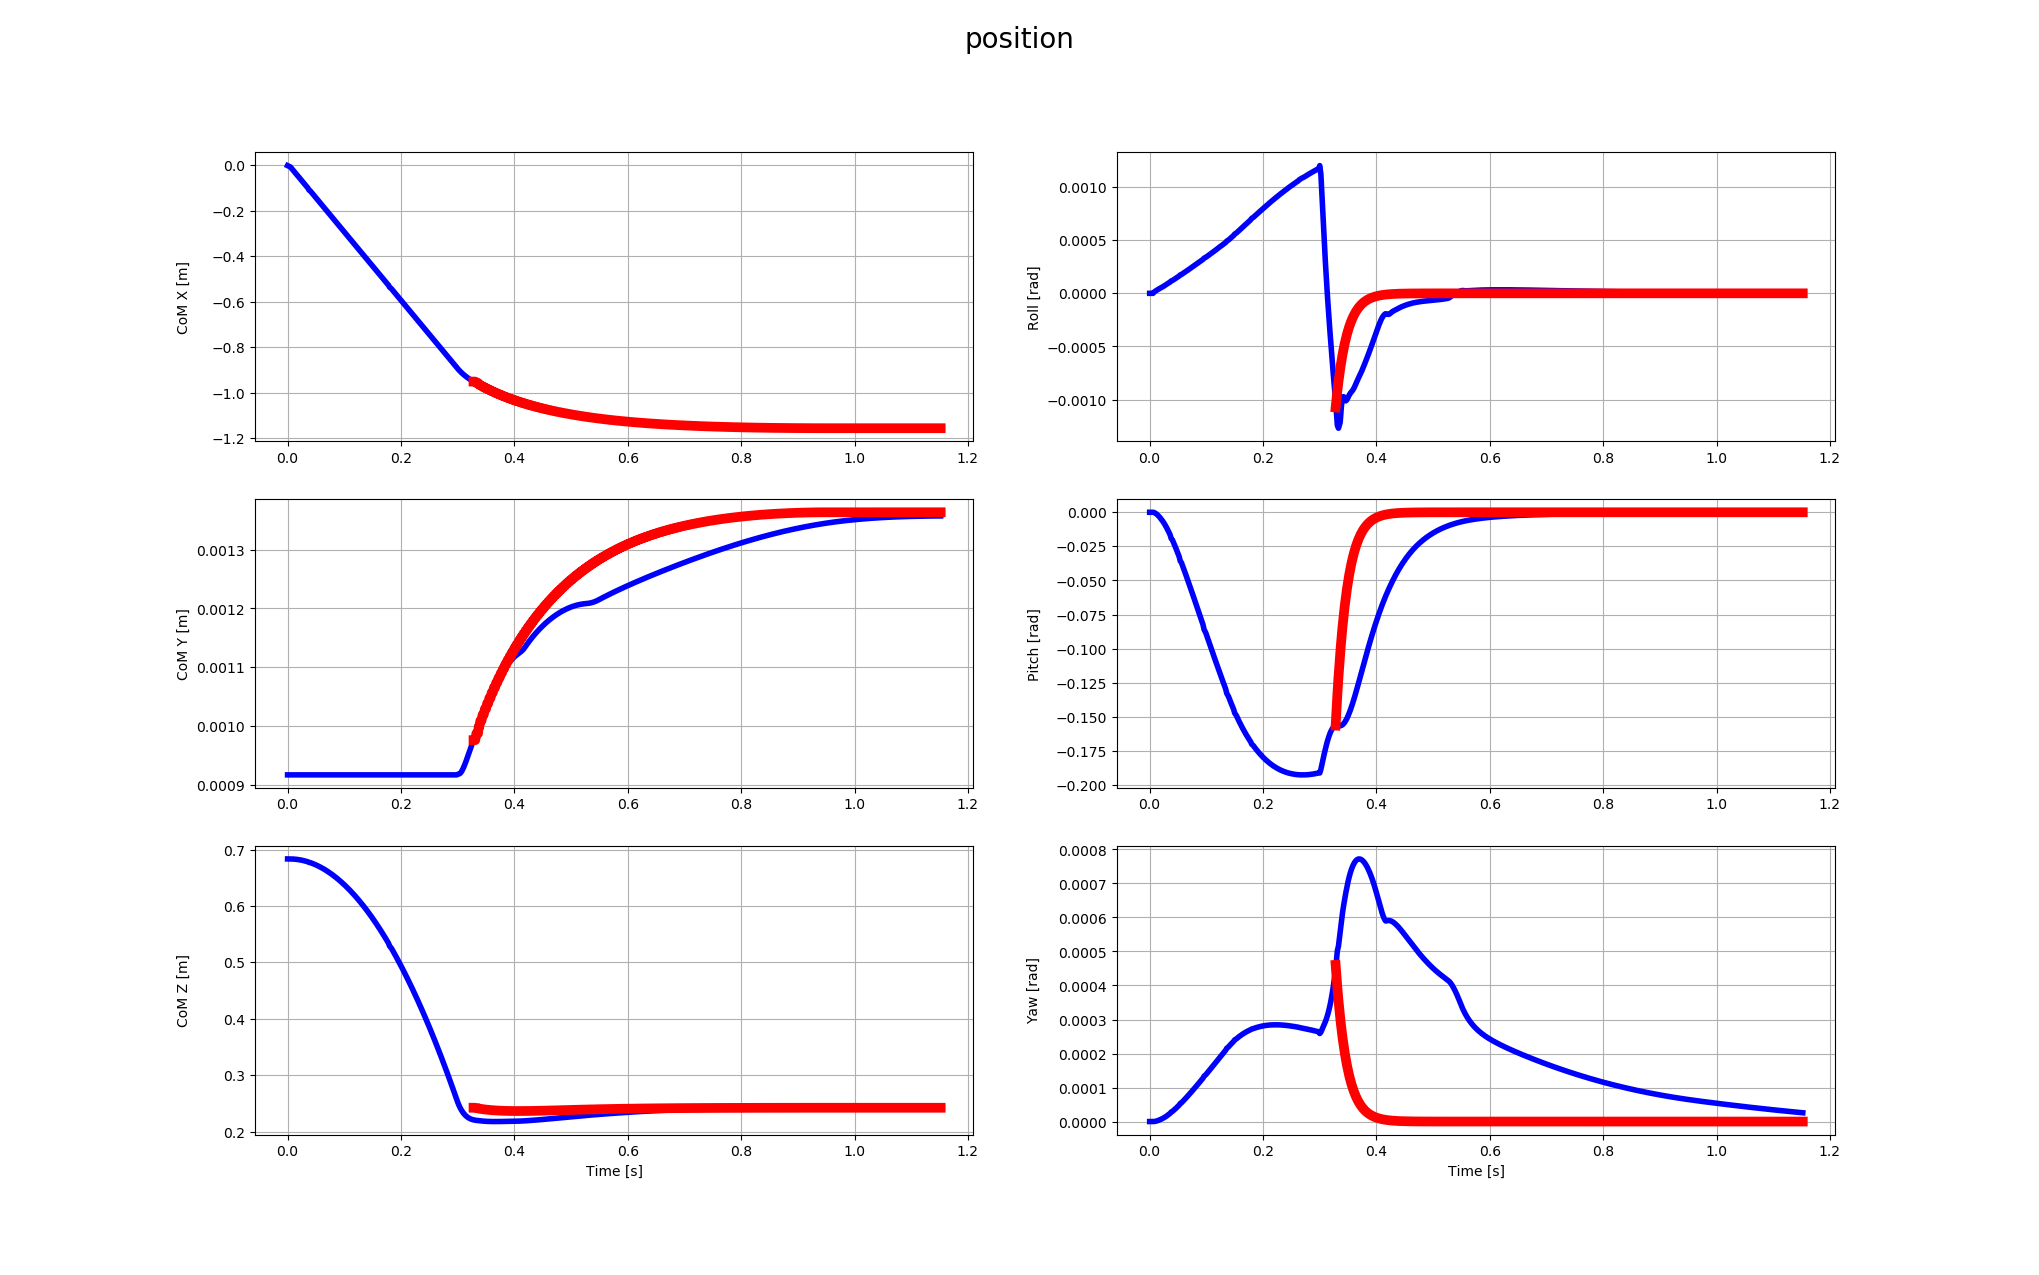 position
0.0
−0.2
−0.4
−0.6
−0.8
−1.0
−1.2
CoM X [m]
0.0 0.2 0.4 0.6 0.8 1.0 1.2
0.0010
0.0005
0.0000
−0.0005
−0.0010
Roll [rad]
0.0 0.2 0.4 0.6 0.8 1.0 1.2
0.0013
0.0012
0.0011
0.0010
0.0009
CoM Y [m]
0.0 0.2 0.4 0.6 0.8 1.0 1.2
0.000
−0.025
−0.050
−0.075
−0.100
−0.125
−0.150
−0.175
−0.200
Pitch [rad]
0.0 0.2 0.4 0.6 0.8 1.0 1.2
0.7
0.6
0.5
0.4
0.3
0.2
CoM Z [m]
0.0 0.2 0.4 0.6 0.8 1.0 1.2
Time [s]
0.0008
0.0007
0.0006
0.0005
0.0004
0.0003
0.0002
0.0001
0.0000
Yaw [rad]
0.0 0.2 0.4 0.6 0.8 1.0 1.2
Time [s]